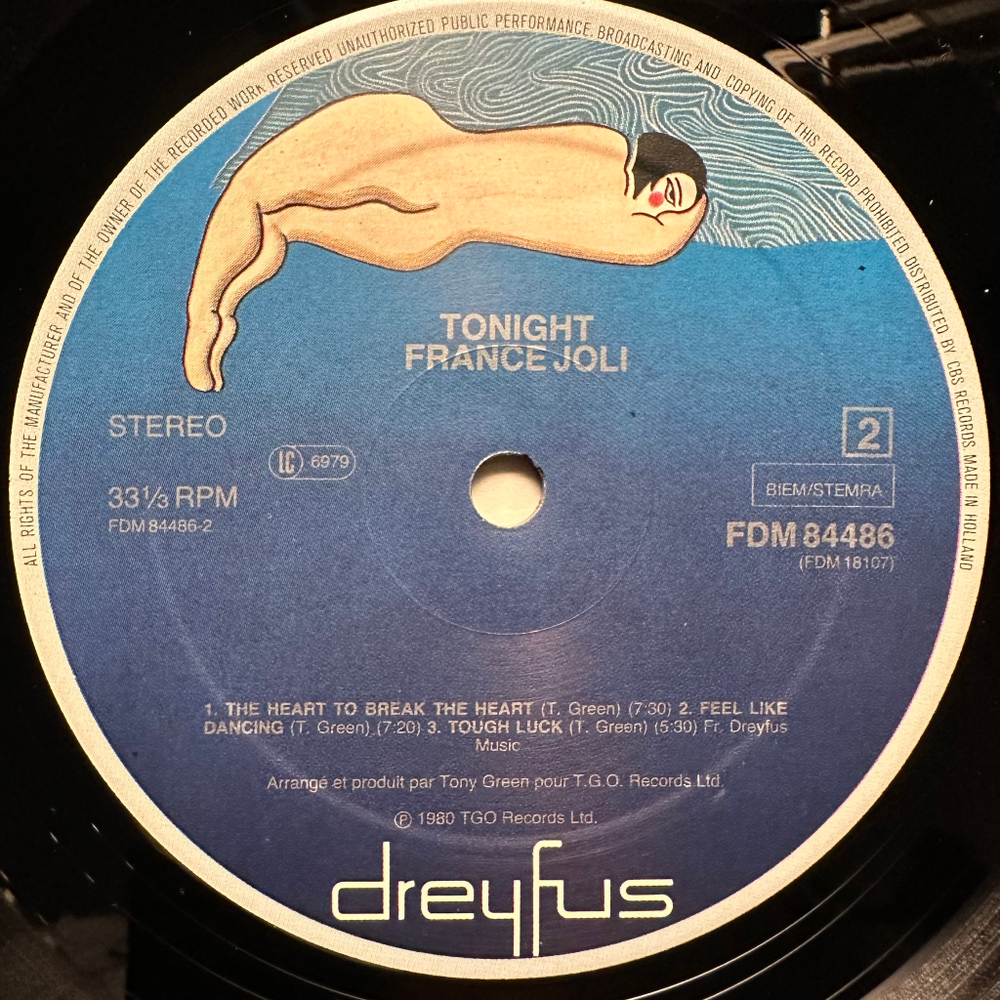 ALL RIGHTS OF THE MANUFACTURER AND OF THE OWNER OF THE RECORDED WORK RESERVED UNAUTHORIZED PUBLIC PERFORMANCE. BROADCASTING AND COPYING OF THIS RECORD PROHIBITED DISTRIBUTED BY CBS RECORDS MADE IN HOLLAND
TONIGHT
FRANCE JOLI
STEREO
2
LC 6979
BIEM/STEMRA
33⅓ RPM
FDM 84486-2
FDM 84486
(FDM 18107)
1. THE HEART TO BREAK THE HEART (T. Green) (7:30) 2. FEEL LIKE
DANCING (T. Green) (7:20) 3. TOUGH LUCK (T. Green) (5:30) Fr. Dreyfus
Music
Arrangé et produit par Tony Green pour T.G.O. Records Ltd.
℗ 1980 TGO Records Ltd.
dreyfus